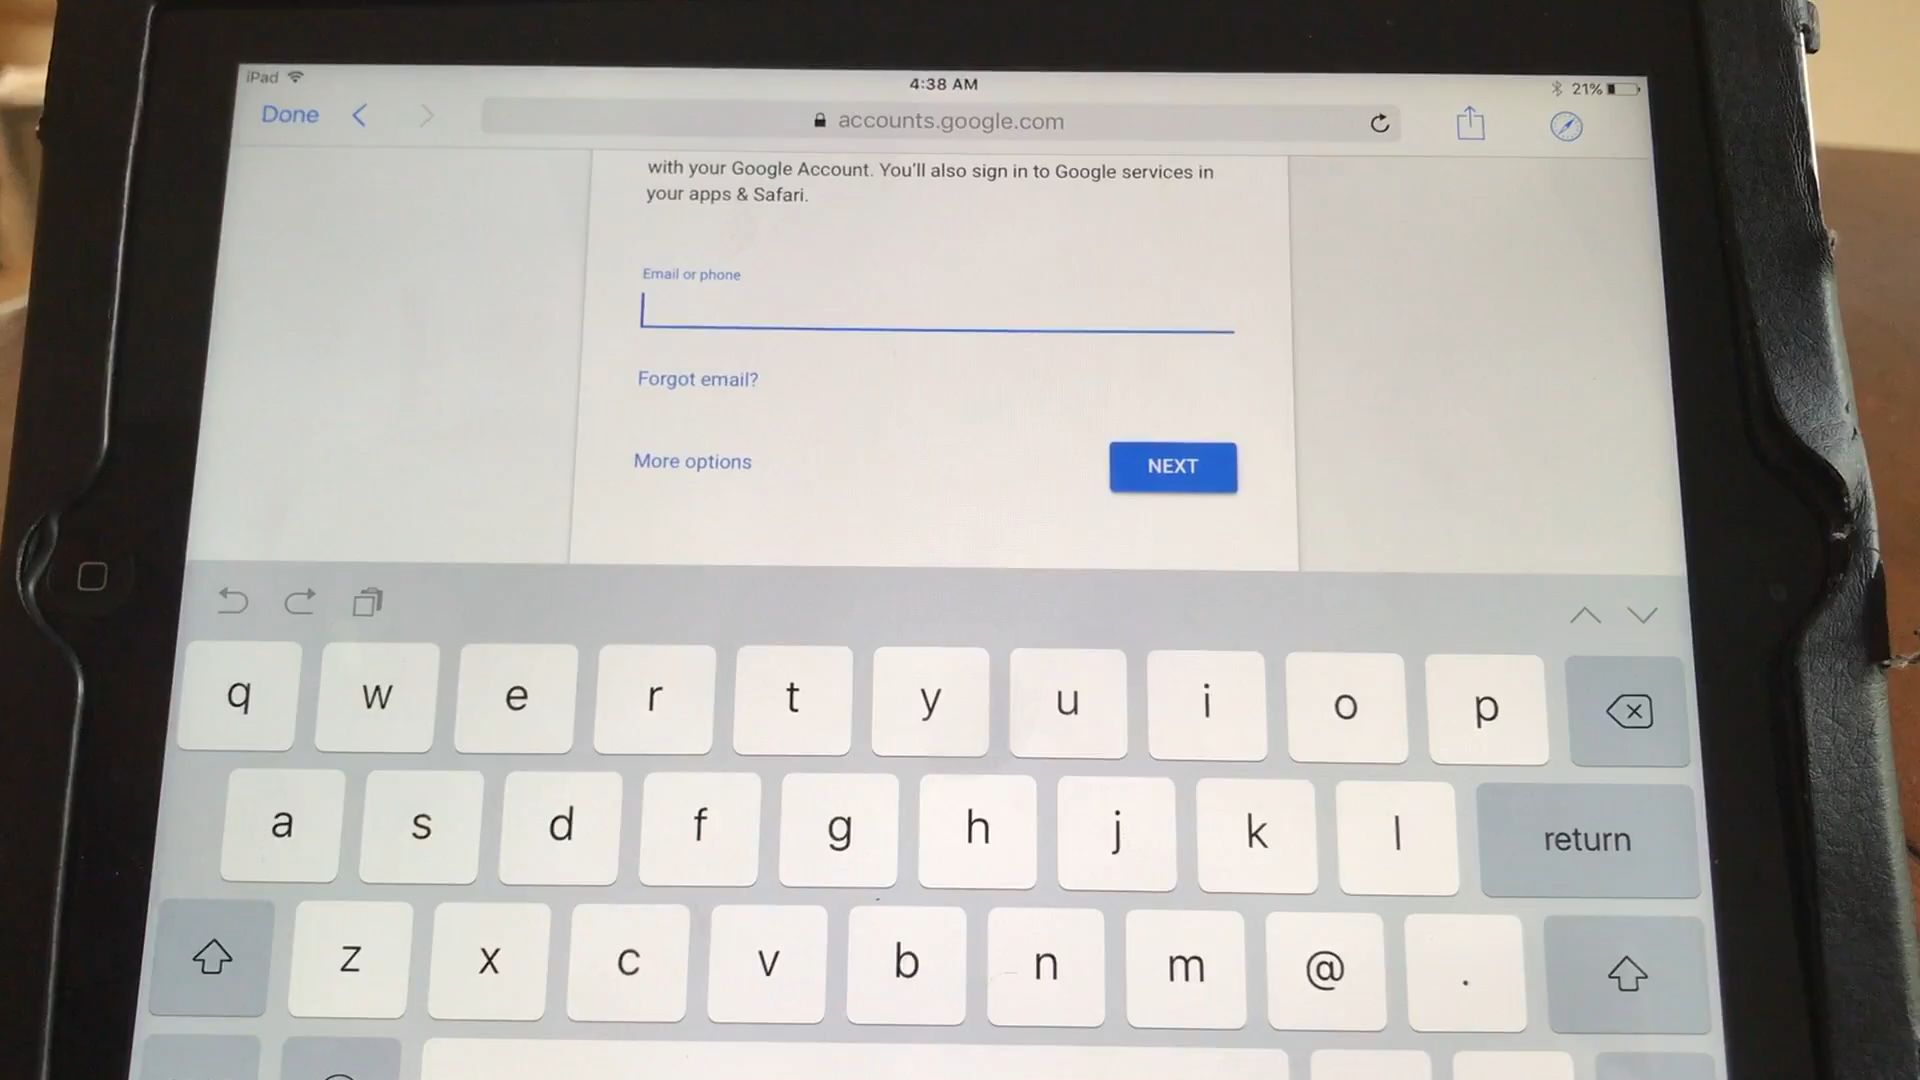 iPad
4:38 AM
21%
Done
accounts.google.com
with your Google Account. You'll also sign in to Google services in
your apps & Safari.
Email or phone
Forgot email?
More options
NEXT
q w e r t y u i o p
a s d f g h j k l return
z x c v b n m @ .